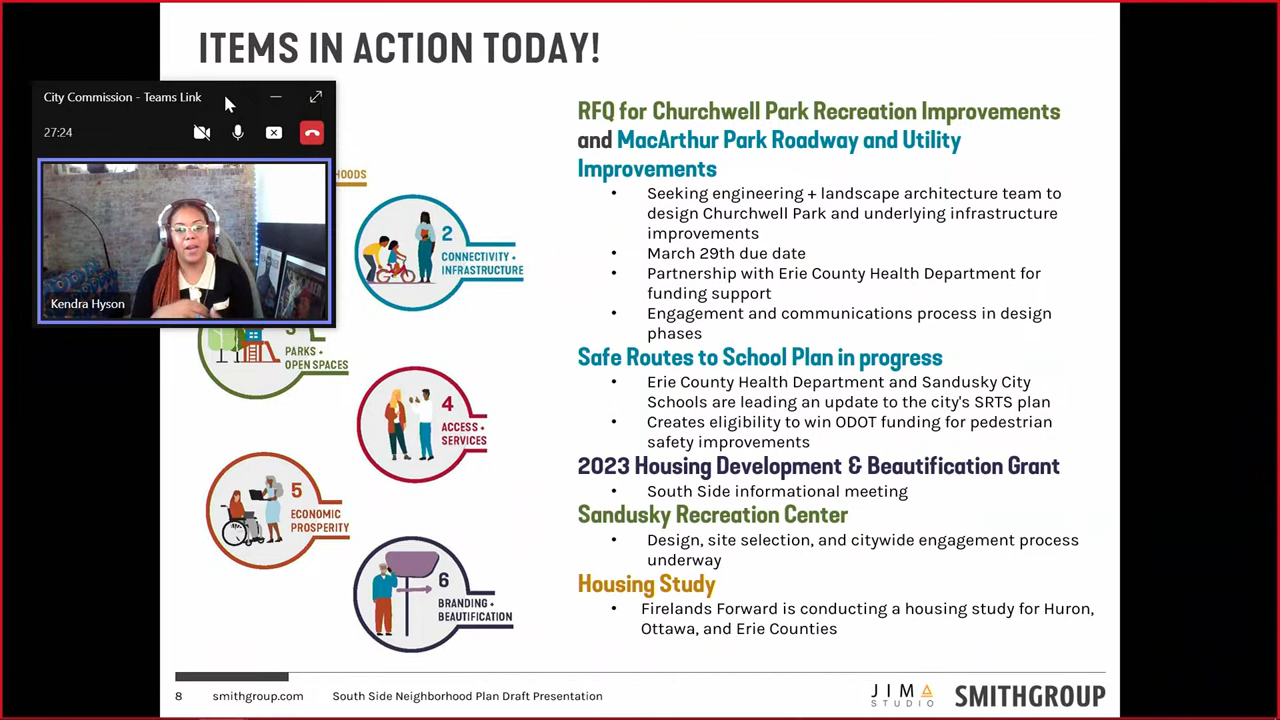 ITEMS IN ACTION TODAY!
City Commission - Teams Link
27:24
Kendra Hyson
HOODS
2
CONNECTIVITY +
INFRASTRUCTURE
3
PARKS +
OPEN SPACES
4
ACCESS +
SERVICES
5
ECONOMIC
PROSPERITY
6
BRANDING +
BEAUTIFICATION
RFQ for Churchwell Park Recreation Improvements
and MacArthur Park Roadway and Utility
Improvements
• Seeking engineering + landscape architecture team to
design Churchwell Park and underlying infrastructure
improvements
• March 29th due date
• Partnership with Erie County Health Department for
funding support
• Engagement and communications process in design
phases
Safe Routes to School Plan in progress
• Erie County Health Department and Sandusky City
Schools are leading an update to the city's SRTS plan
• Creates eligibility to win ODOT funding for pedestrian
safety improvements
2023 Housing Development & Beautification Grant
• South Side informational meeting
Sandusky Recreation Center
• Design, site selection, and citywide engagement process
underway
Housing Study
• Firelands Forward is conducting a housing study for Huron,
Ottawa, and Erie Counties
8 smithgroup.com South Side Neighborhood Plan Draft Presentation
JIMA
STUDIO
SMITHGROUP